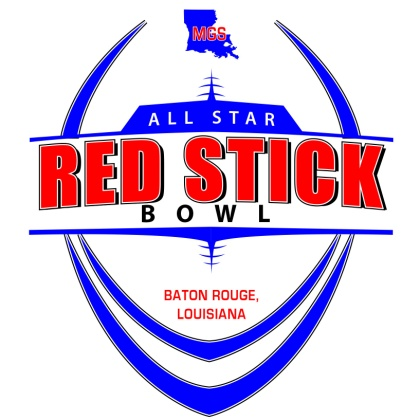 MGS
ALL STAR
RED STICK
BOWL
BATON ROUGE,
LOUISIANA